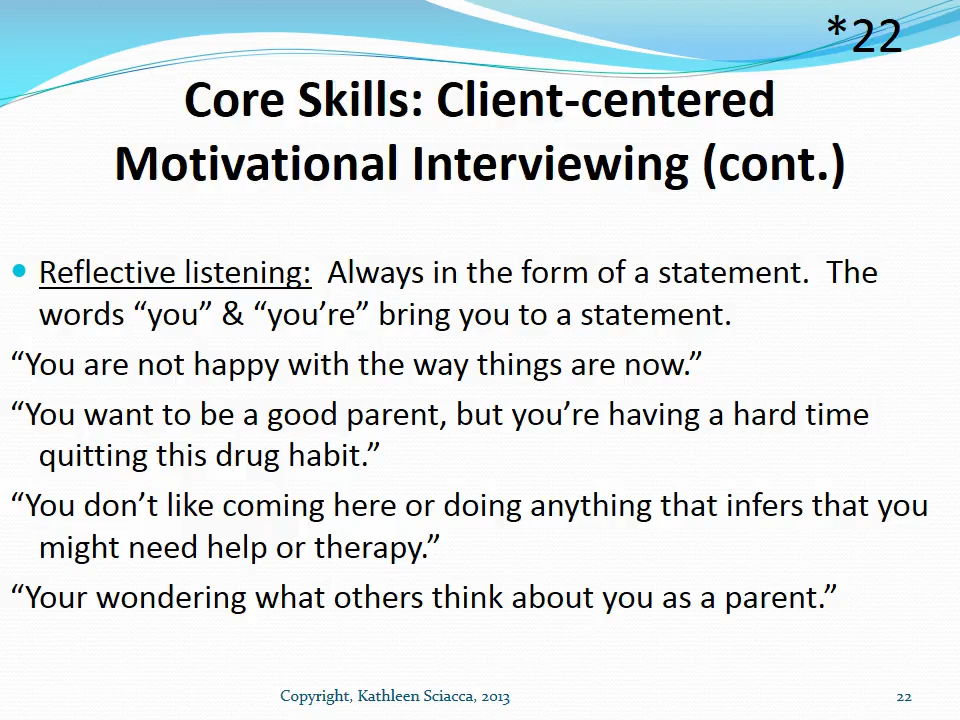 *22
Core Skills: Client-centered
Motivational Interviewing (cont.)
• Reflective listening:  Always in the form of a statement.  The
words “you” & “you’re” bring you to a statement.
“You are not happy with the way things are now.”
“You want to be a good parent, but you’re having a hard time
quitting this drug habit.”
“You don’t like coming here or doing anything that infers that you
might need help or therapy.”
“Your wondering what others think about you as a parent.”
Copyright, Kathleen Sciacca, 2013
22